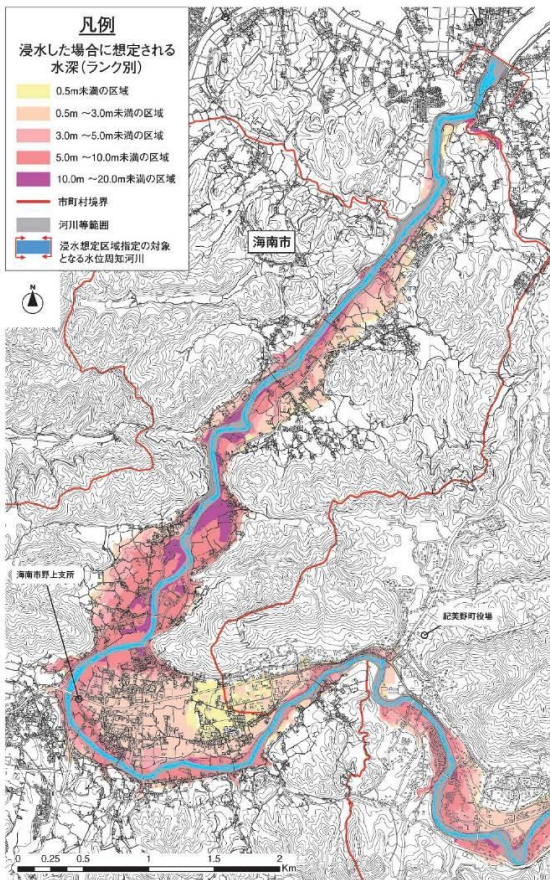 凡例
浸水した場合に想定される
水深(ランク別)
0.5m未満の区域
0.5m ～3.0m未満の区域
3.0m～5.0m未満の区域
5.0m ～10.0m未満の区域
10.0m ～20.0m未満の区域
市町村境界
河川等範囲
浸水想定区域指定の対象
となる水位周知河川
N
海南市
海南市野上支所
紀美野町役場
0 0.25 0.5 1 1.5 2
Km